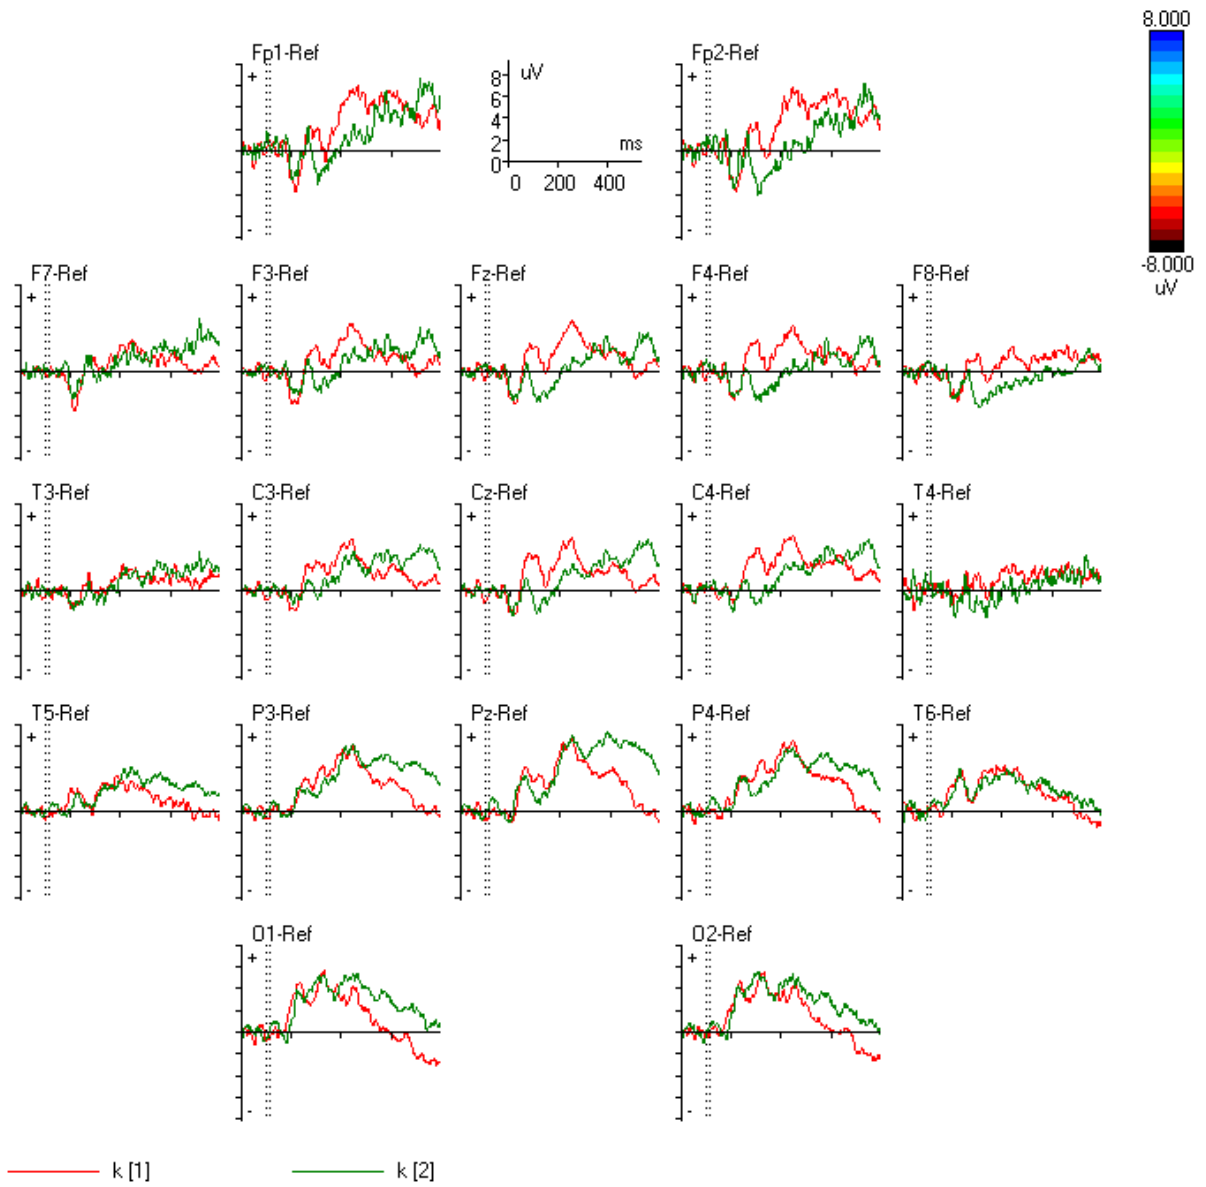 8.000
Fp1-Ref
Fp2-Ref
+
8
uV
+
6
4
2
ms
0
0 200 400
-
-
-8.000
uV
F7-Ref
F3-Ref
Fz-Ref
F4-Ref
F8-Ref
+
+
+
+
+
-
-
-
-
-
T3-Ref
C3-Ref
Cz-Ref
C4-Ref
T4-Ref
+
+
+
+
+
-
-
-
-
-
T5-Ref
P3-Ref
Pz-Ref
P4-Ref
T6-Ref
+
+
+
+
+
-
-
-
-
-
O1-Ref
O2-Ref
+
+
-
-
k [1]
k [2]